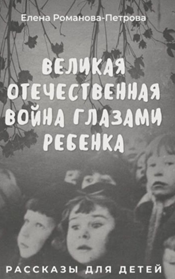 Елена Романова-Петрова
ВЕЛИКАЯ
ОТЕЧЕСТВЕННАЯ
ВОЙНА ГЛАЗАМИ
РЕБЕНКА
РАССКАЗЫ ДЛЯ ДЕТЕЙ